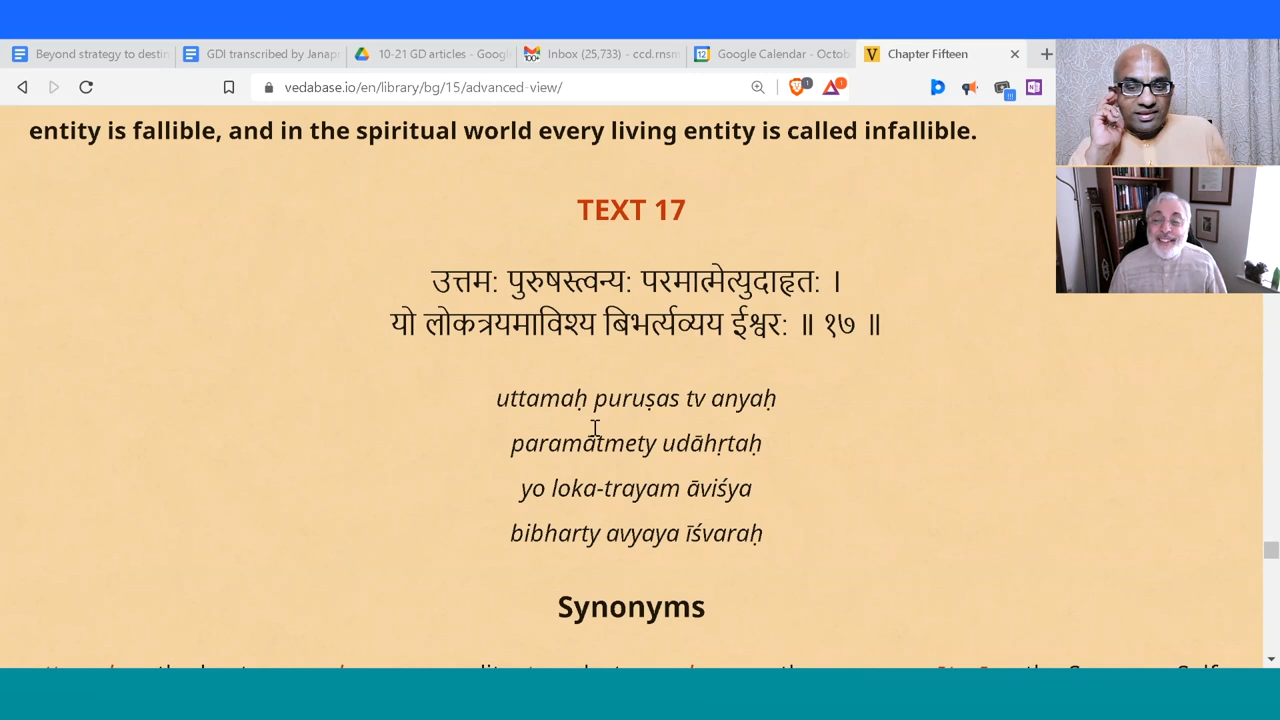 Beyond strategy to destin
GDI transcribed by Janap
10-21 GD articles - Googl
Inbox (25,733) - ccd.rnsm
Google Calendar - Octob
Chapter Fifteen
vedabase.io/en/library/bg/15/advanced-view/
entity is fallible, and in the spiritual world every living entity is called infallible.
TEXT 17
उत्तम: पुरुषस्त्वन्य: परमात्मेत्युदाहृत: ।
यो लोकत्रयमाविश्य बिभर्त्यव्यय ईश्वर: ॥ १७ ॥
uttamaḥ puruṣas tv anyaḥ
paramātmety udāhṛtaḥ
yo loka-trayam āviśya
bibharty avyaya īśvaraḥ
Synonyms